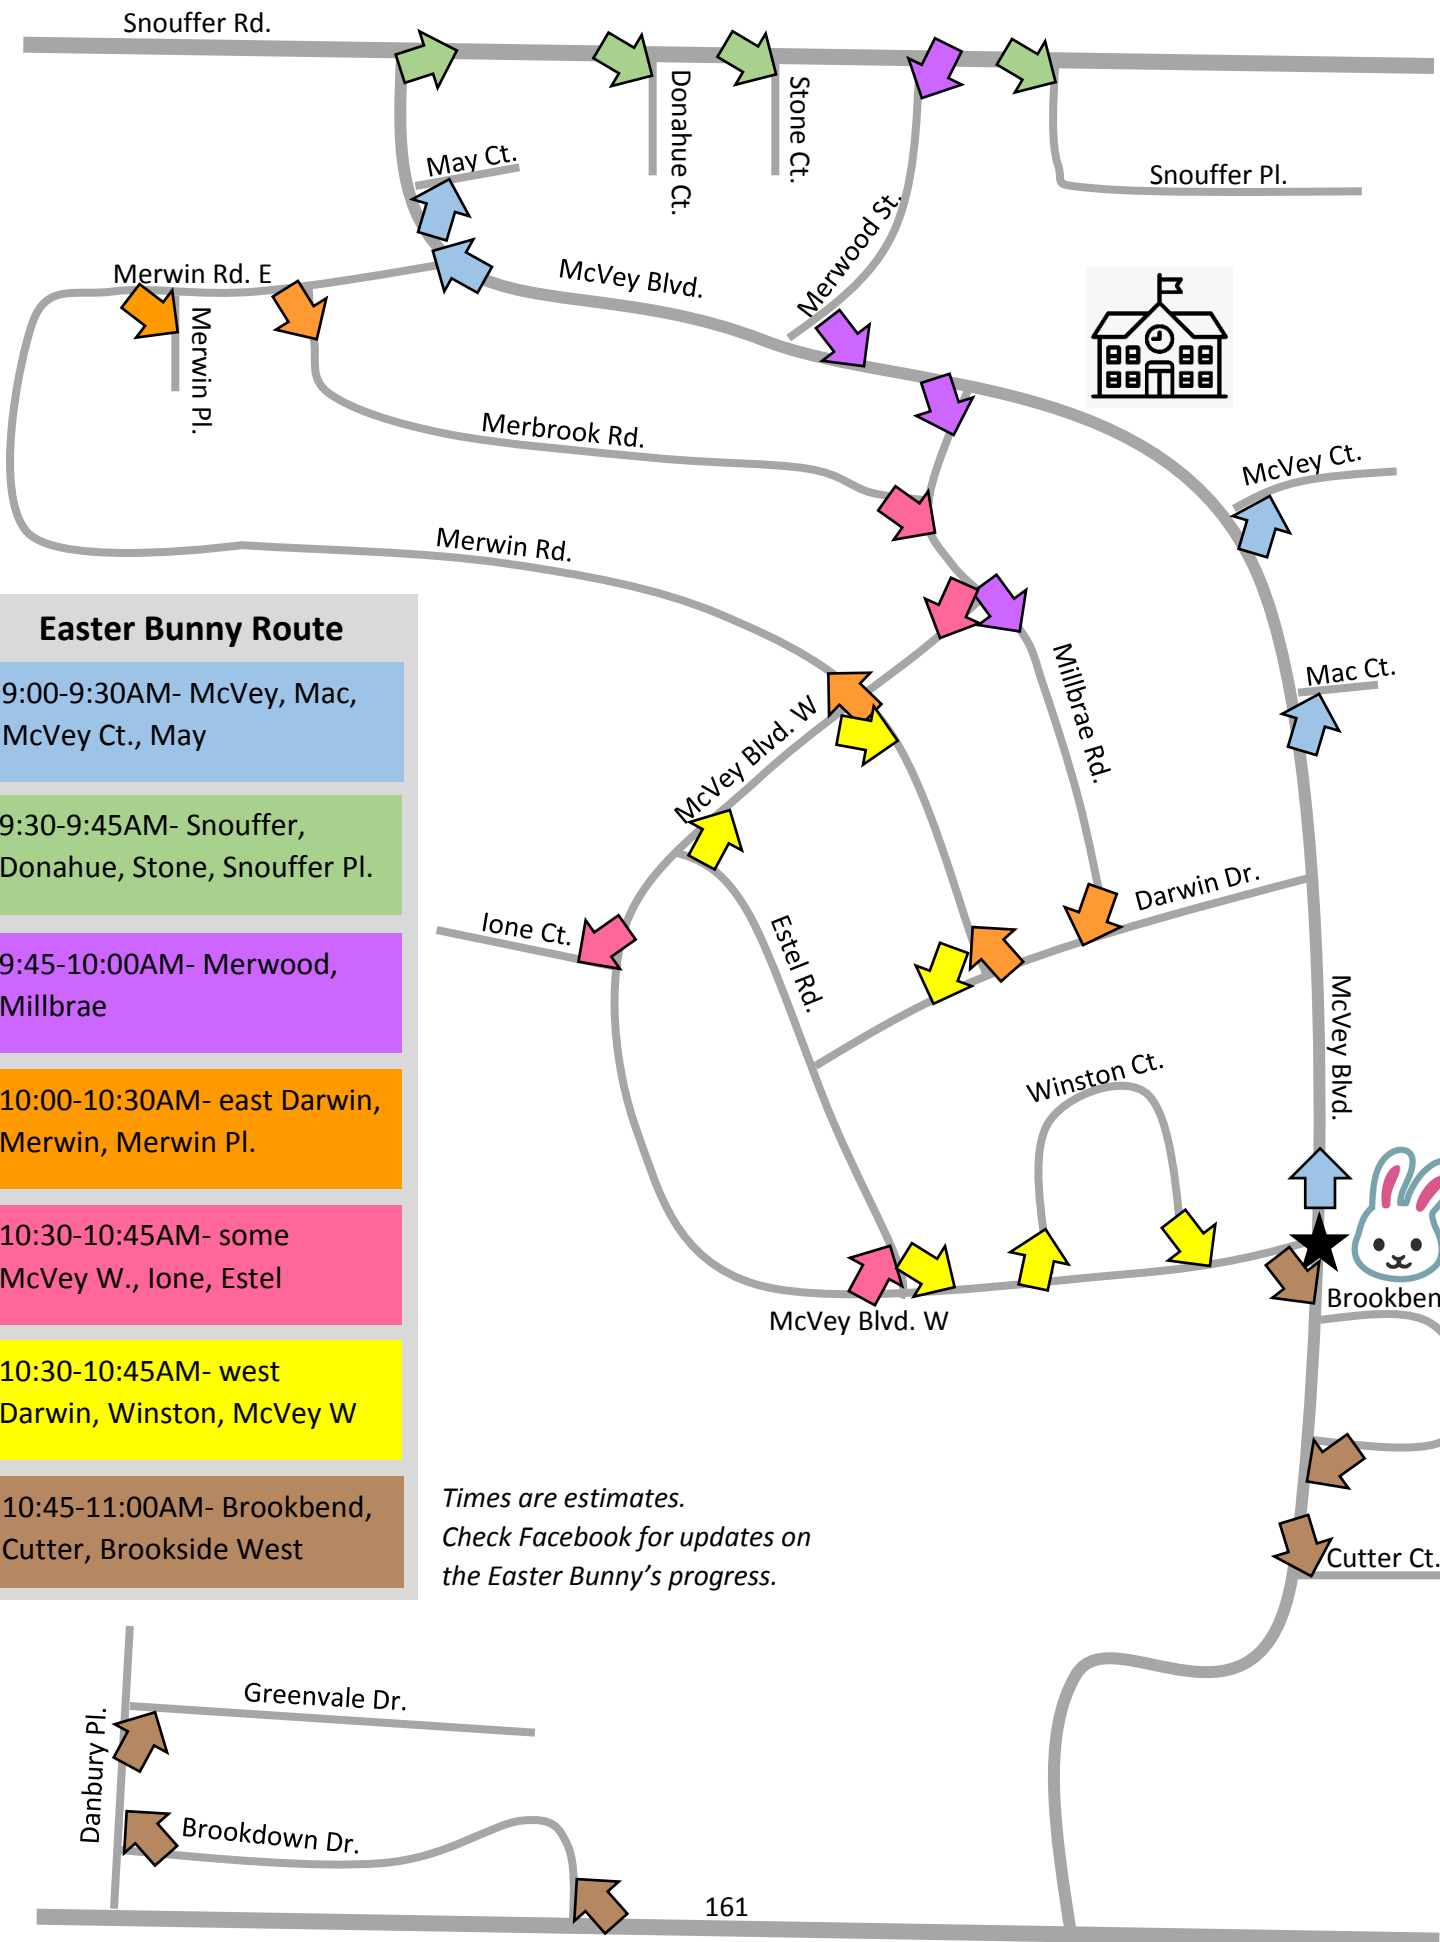 Snouffer Rd.
Donahue Ct.
Stone Ct.
May Ct.
Snouffer Pl.
Merwood St.
Merwin Rd. E
McVey Blvd.
Merwin Pl.
Merbrook Rd.
McVey Ct.
Merwin Rd.
Easter Bunny Route
9:00-9:30AM- McVey, Mac,
McVey Ct., May
9:30-9:45AM- Snouffer,
Donahue, Stone, Snouffer Pl.
9:45-10:00AM- Merwood,
Millbrae
10:00-10:30AM- east Darwin,
Merwin, Merwin Pl.
10:30-10:45AM- some
McVey W., Ione, Estel
10:30-10:45AM- west
Darwin, Winston, McVey W
10:45-11:00AM- Brookbend,
Cutter, Brookside West
Millbrae Rd.
Mac Ct.
McVey Blvd. W
Darwin Dr.
Ione Ct.
Estel Rd.
McVey Blvd.
Winston Ct.
Brookben
McVey Blvd. W
Times are estimates.
Check Facebook for updates on
the Easter Bunny's progress.
Cutter Ct.
Greenvale Dr.
Danbury Pl.
Brookdown Dr.
161